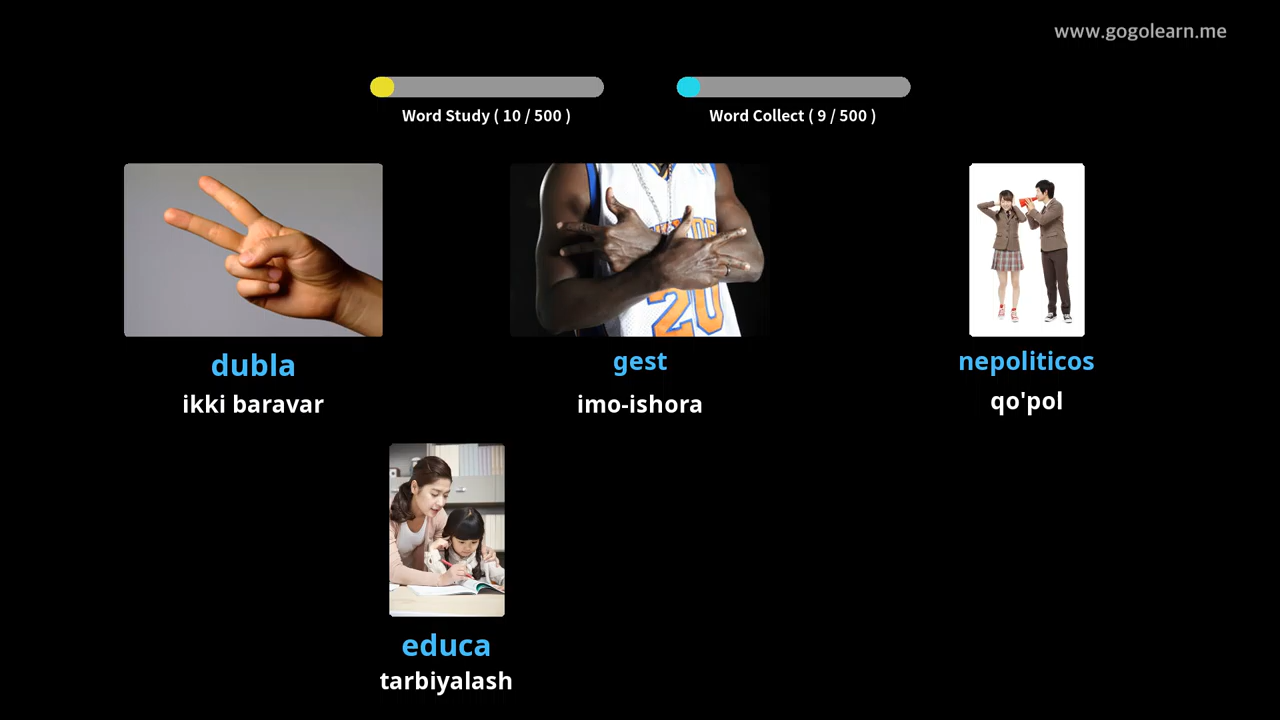 www.gogolearn.me
Word Study ( 10 / 500 )
Word Collect ( 9 / 500 )
20
dubla
gest
nepoliticos
ikki baravar
imo-ishora
qo'pol
educa
tarbiyalash